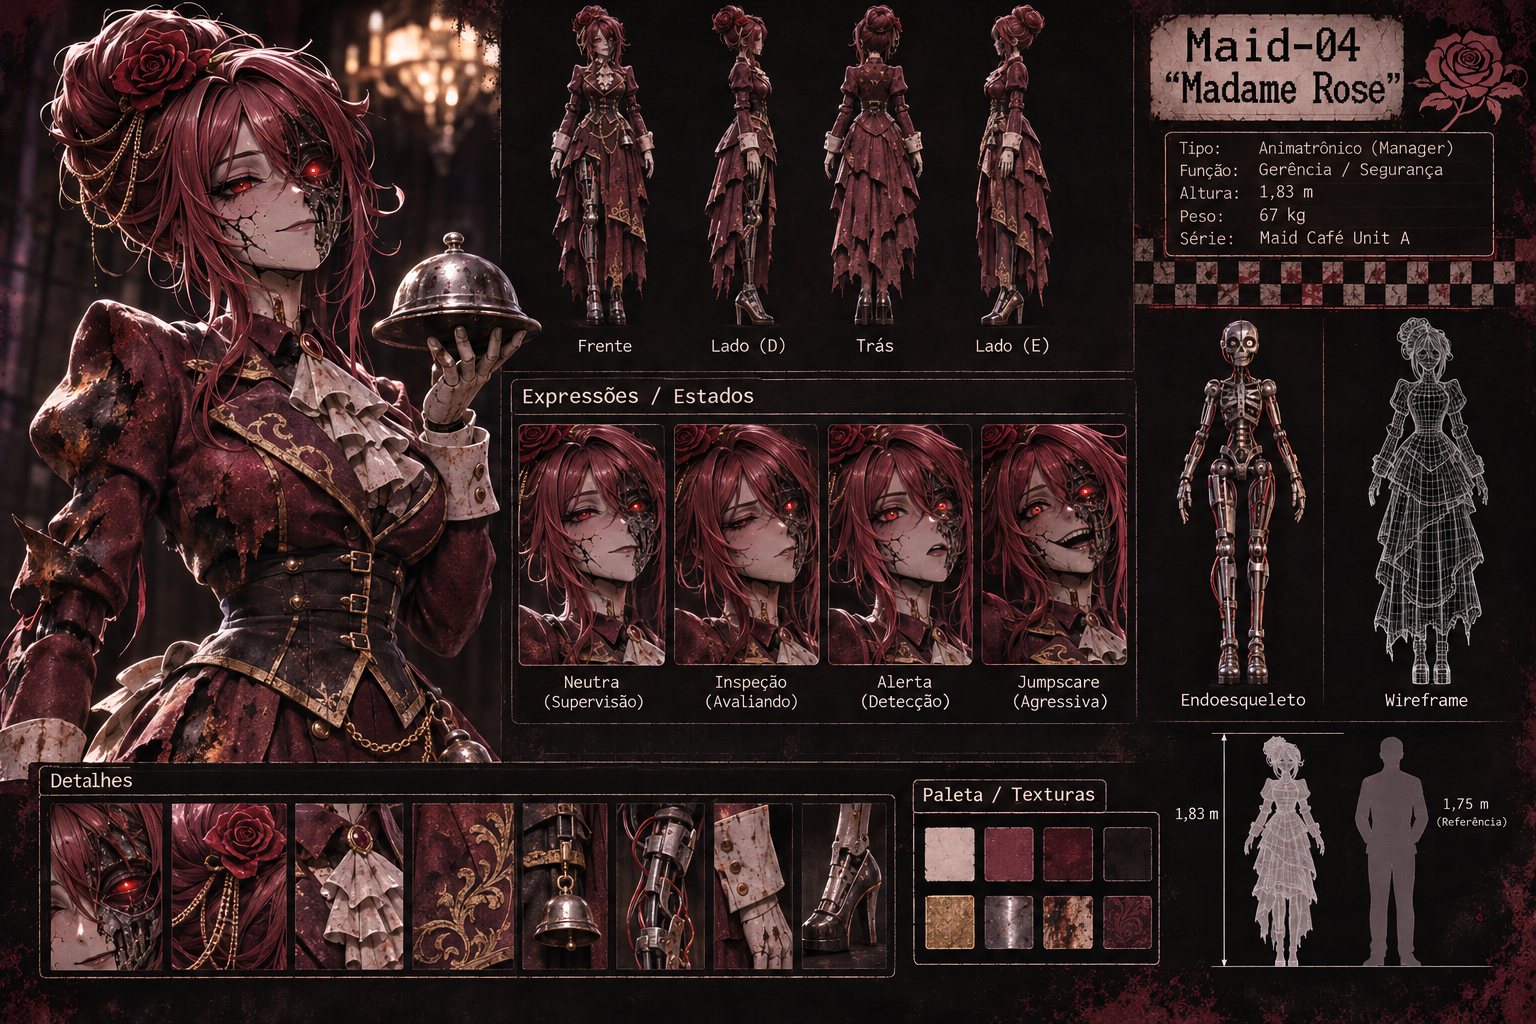 Maid-04
“Madame Rose”
Tipo: Animatrônico (Manager)
Função: Gerência / Segurança
Altura: 1,83 m
Peso: 67 kg
Série: Maid Café Unit A
Frente
Lado (D)
Trás
Lado (E)
Expressões / Estados
Neutra
(Supervisão)
Inspeção
(Avaliando)
Alerta
(Detecção)
Jumpscare
(Agressiva)
Endoesqueleto
Wireframe
Detalhes
Paleta / Texturas
1,83 m
1,75 m
(Referência)